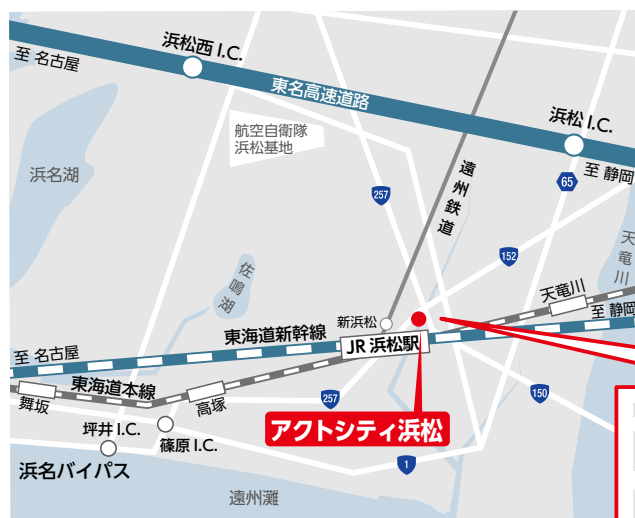 浜松西 I.C.
至 名古屋
東名高速道路
浜松 I.C.
航空自衛隊
浜松基地
至 静岡
65
浜名湖
257
遠州鉄道
152
天竜川
佐鳴湖
天竜川
新浜松
至 静岡
東海道新幹線
JR 浜松駅
至 名古屋
東海道本線
舞坂
高塚
257
150
アクトシティ浜松
坪井 I.C.
篠原 I.C.
浜名バイパス
1
遠州灘